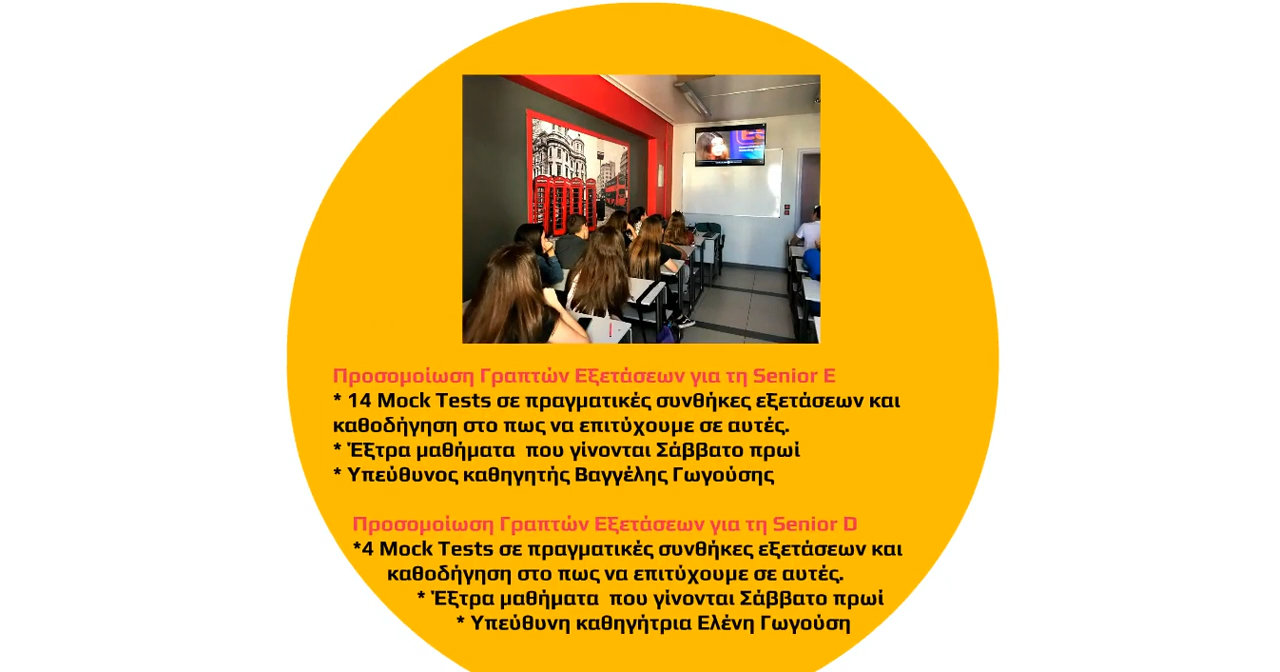 Προσομοίωση Γραπτών Εξετάσεων για τη Senior E
* 14 Mock Tests σε πραγματικές συνθήκες εξετάσεων και
καθοδήγηση στο πως να επιτύχουμε σε αυτές.
* Έξτρα μαθήματα  που γίνονται Σάββατο πρωί
* Υπεύθυνος καθηγητής Βαγγέλης Γωγούσης
Προσομοίωση Γραπτών Εξετάσεων για τη Senior D
*4 Mock Tests σε πραγματικές συνθήκες εξετάσεων και
καθοδήγηση στο πως να επιτύχουμε σε αυτές.
* Έξτρα μαθήματα  που γίνονται Σάββατο πρωί
* Υπεύθυνη καθηγήτρια Ελένη Γωγούση